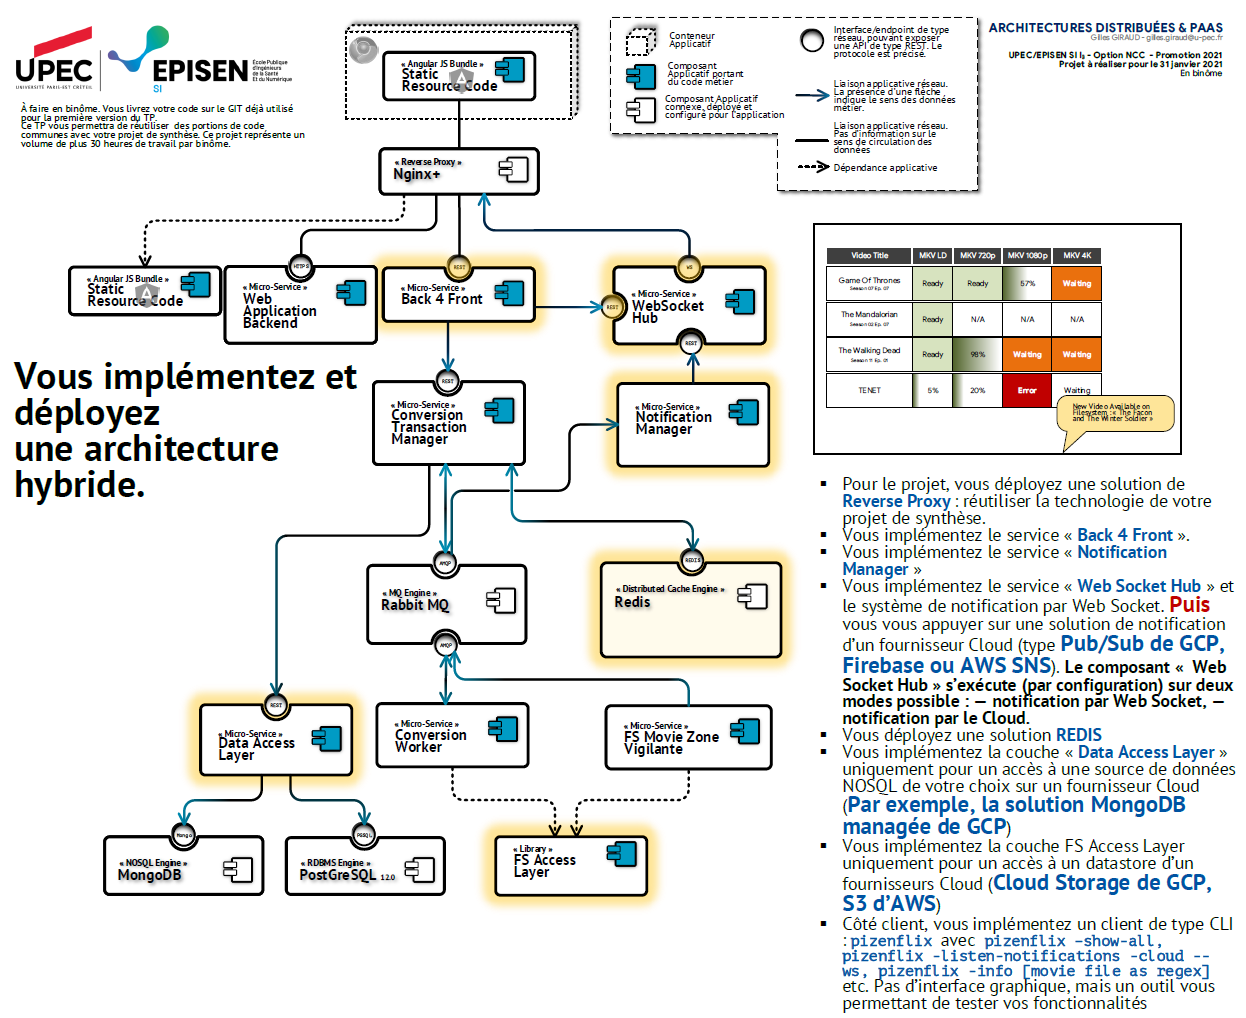 UPEC
UNIVERSITÉ PARIS-EST CRÉTEIL
EPISEN
SI
École Publique
d'Ingénieurs
de la Santé
Et du Numérique
À faire en binôme. Vous livrez votre code sur le GIT déjà utilisé
pour la première version du TP.
Ce TP vous permettra de réutiliser des portions de code
communes avec votre projet de synthèse. Ce projet représente un
volume de plus 30 heures de travail par binôme.
« Angular JS Bundle »
Static
Resource Code
Conteneur
Applicatif
Composant
Applicatif portant
du code métier
Composant Applicatif
connexe, déployé et
configuré pour l'application
Interface/endpoint de type
réseau, pouvant exposer
une API de type REST. Le
protocole est précisé.
Liaison applicative réseau.
La présence d'une flèche
indique le sens des données
métier.
Liaison applicative réseau.
Pas d'information sur le
sens de circulation des
données
Dépendance applicative
ARCHITECTURES DISTRIBUÉES & PAAS
Gilles GIRAUD - gilles.giraud@u-pec.fr
UPEC/EPISEN SI I₃ - Option NCC - Promotion 2021
Projet à réaliser pour le 31 janvier 2021
En binôme
« Reverse Proxy »
Nginx+
« Angular JS Bundle »
Static
Resource Code
HTTPS
« Micro-Service »
Web
Application
Backend
REST
« Micro-Service »
Back 4 Front
WS
REST
« Micro-Service »
WebSocket
Hub
REST
Vous implémentez et
déployez
une architecture
hybride.
REST
« Micro-Service »
Conversion
Transaction
Manager
« Micro-Service »
Notification
Manager
AMQP
« MQ Engine »
Rabbit MQ
AMQP
REDIS
« Distributed Cache Engine »
Redis
REST
« Micro-Service »
Data Access
Layer
« Micro-Service »
Conversion
Worker
« Micro-Service »
FS Movie Zone
Vigilante
Mongo
« NOSQL Engine »
MongoDB
PGSQL
« RDBMS Engine »
PostGreSQL 12.0
« Library »
FS Access
Layer
Video Title MKV LD MKV 720p MKV 1080p MKV 4K
Game Of Thrones Ready Ready 57% Waiting
Season 07 Ep. 07
The Mandalorian Ready N/A N/A N/A
Season 02 Ep. 07
The Walking Dead Ready 98% Waiting Waiting
Season 11 Ep. 01
TENET 5% 20% Error Waiting
New Video Available on
Filesystem : « The Facon
and The Winter Soldier »
▪ Pour le projet, vous déployez une solution de
Reverse Proxy : réutiliser la technologie de votre
projet de synthèse.
▪ Vous implémentez le service « Back 4 Front ».
▪ Vous implémentez le service « Notification
Manager »
▪ Vous implémentez le service « Web Socket Hub » et
le système de notification par Web Socket. Puis
vous vous appuyer sur une solution de notification
d'un fournisseur Cloud (type Pub/Sub de GCP,
Firebase ou AWS SNS). Le composant « Web
Socket Hub » s'exécute (par configuration) sur deux
modes possible : — notification par Web Socket, —
notification par le Cloud.
▪ Vous déployez une solution REDIS
▪ Vous implémentez la couche « Data Access Layer »
uniquement pour un accès à une source de données
NOSQL de votre choix sur un fournisseur Cloud
(Par exemple, la solution MongoDB
managée de GCP)
▪ Vous implémentez la couche FS Access Layer
uniquement pour un accès à un datastore d'un
fournisseurs Cloud (Cloud Storage de GCP,
S3 d'AWS)
▪ Côté client, vous implémentez un client de type CLI
: pizenflix avec pizenflix –show-all,
pizenflix -listen-notifications -cloud --
ws, pizenflix -info [movie file as regex]
etc. Pas d'interface graphique, mais un outil vous
permettant de tester vos fonctionnalités